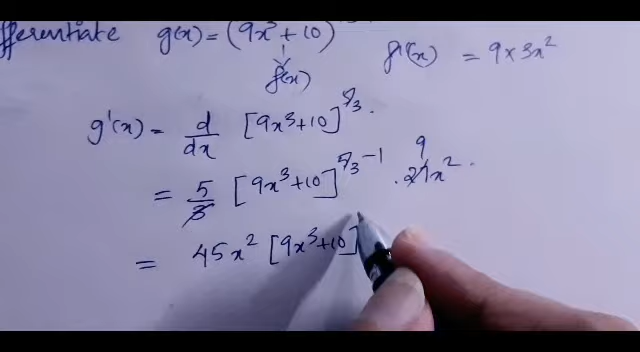 fferentiate g(x) = (9x³ + 10)
f(x)
f'(x) = 9 x 3x²
g'(x) = d/dx [9x³+10]^5/3 .
= 5/3 [9x³+10]^5/3 -1 . 27x² .
9
= 45x² [9x³+10]